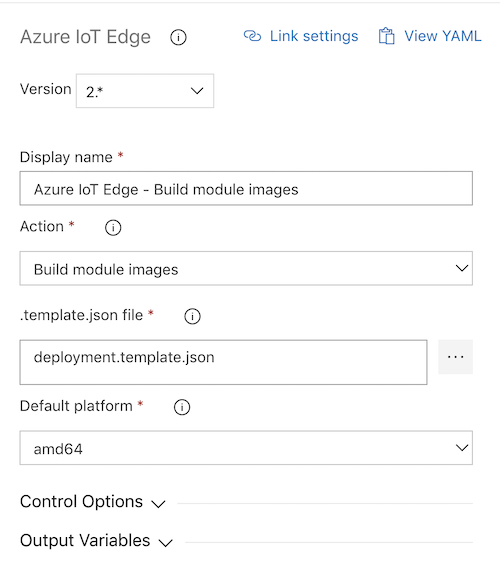 Azure IoT Edge Link settings View YAML
Version 2.*
Display name *
Azure IoT Edge - Build module images
Action *
Build module images
.template.json file *
deployment.template.json ...
Default platform *
amd64
Control Options
Output Variables